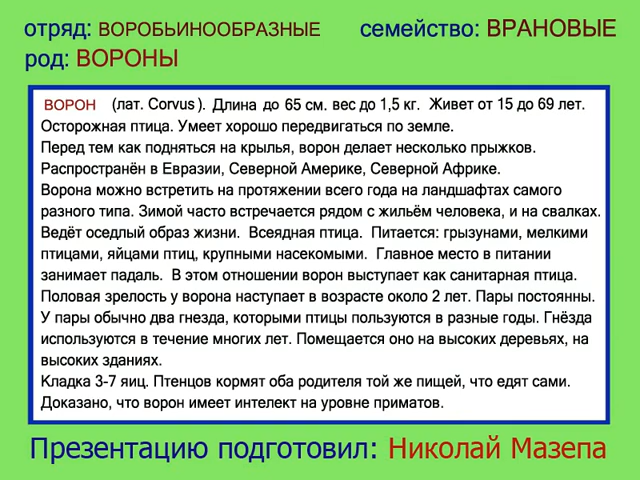 отряд: ВОРОБЬИНООБРАЗНЫЕ семейство: ВРАНОВЫЕ
род: ВОРОНЫ
ВОРОН (лат. Corvus ). Длина до 65 см. вес до 1,5 кг. Живет от 15 до 69 лет.
Осторожная птица. Умеет хорошо передвигаться по земле.
Перед тем как подняться на крылья, ворон делает несколько прыжков.
Распространён в Евразии, Северной Америке, Северной Африке.
Ворона можно встретить на протяжении всего года на ландшафтах самого
разного типа. Зимой часто встречается рядом с жильём человека, и на свалках.
Ведёт оседлый образ жизни. Всеядная птица. Питается: грызунами, мелкими
птицами, яйцами птиц, крупными насекомыми. Главное место в питании
занимает падаль. В этом отношении ворон выступает как санитарная птица.
Половая зрелость у ворона наступает в возрасте около 2 лет. Пары постоянны.
У пары обычно два гнезда, которыми птицы пользуются в разные годы. Гнёзда
используются в течение многих лет. Помещается оно на высоких деревьях, на
высоких зданиях.
Кладка 3-7 яиц. Птенцов кормят оба родителя той же пищей, что едят сами.
Доказано, что ворон имеет интелект на уровне приматов.
Презентацию подготовил: Николай Мазепа